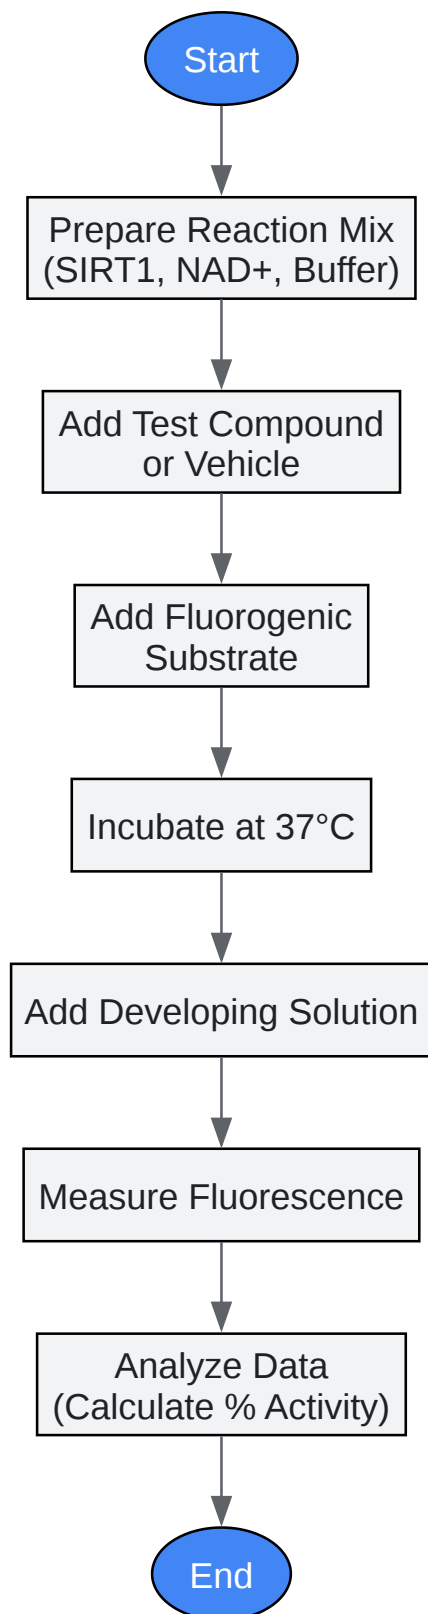 Start
Prepare Reaction Mix
(SIRT1, NAD+, Buffer)
Add Test Compound
or Vehicle
Add Fluorogenic
Substrate
Incubate at 37°C
Add Developing Solution
Measure Fluorescence
Analyze Data
(Calculate % Activity)
End